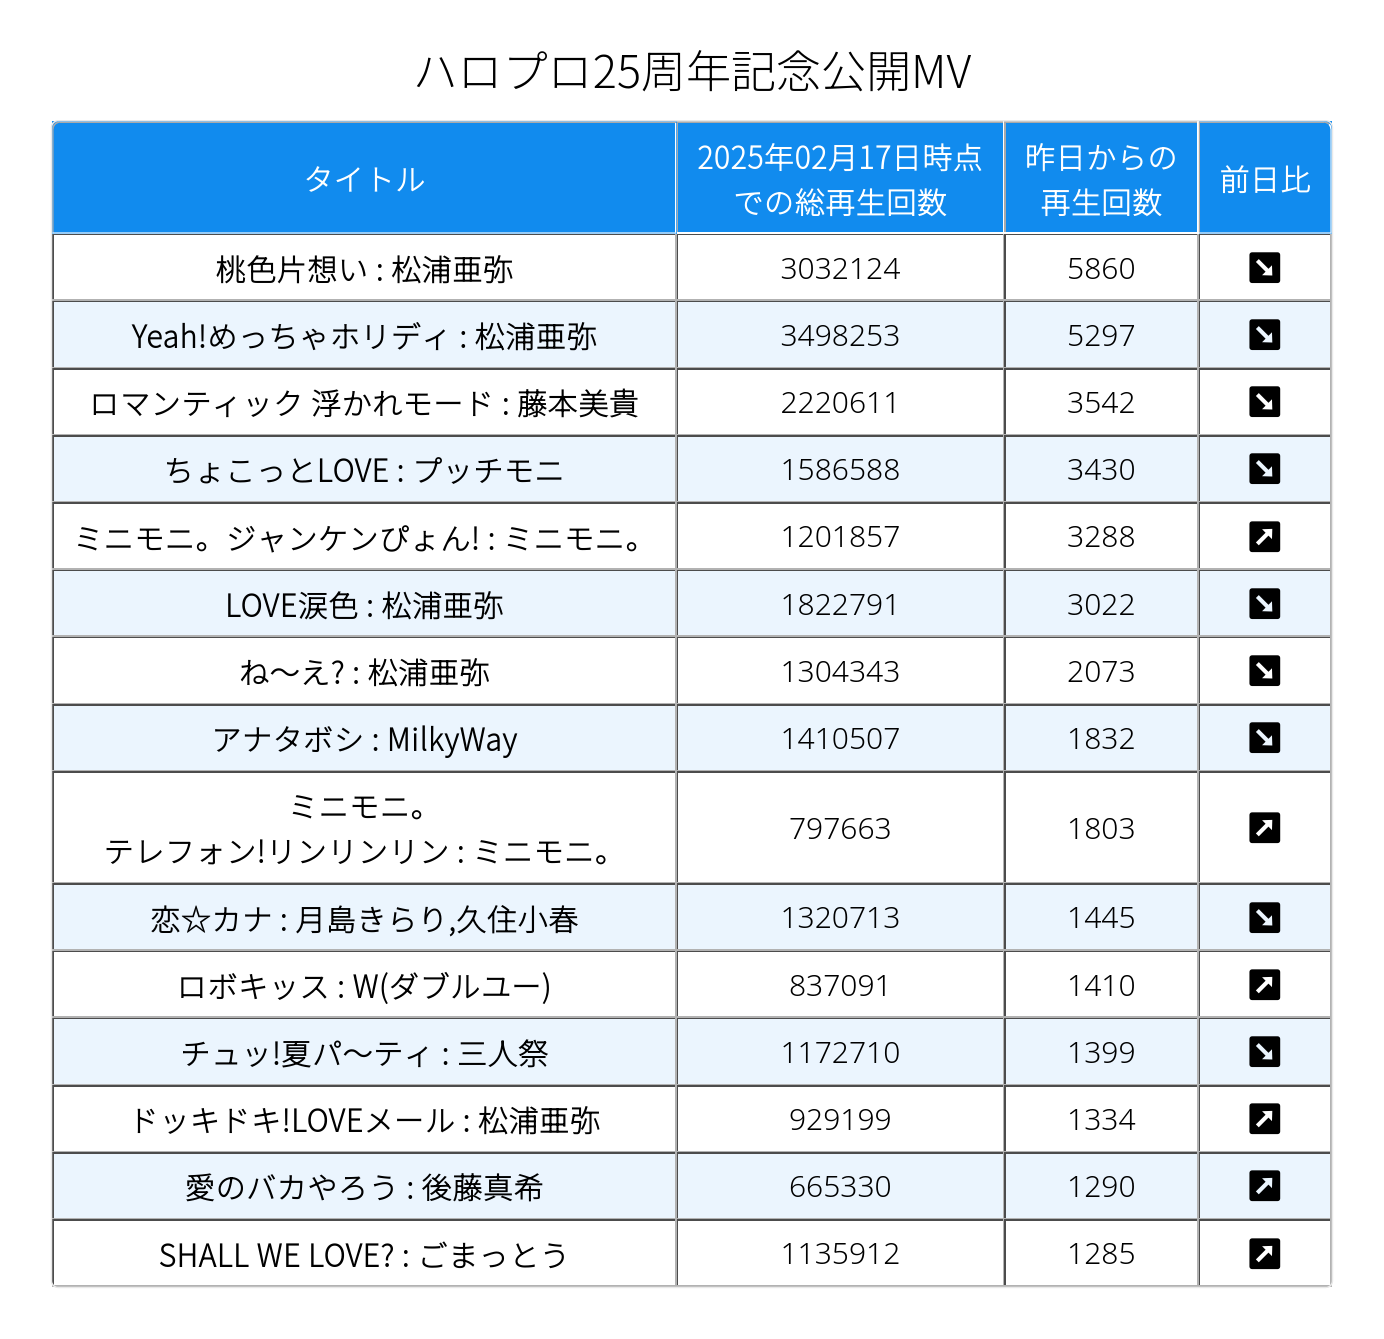 ハロプロ25周年記念公開MV
タイトル
2025年02月17日時点
での総再生回数
昨日からの
再生回数
前日比
桃色片想い : 松浦亜弥 3032124 5860 ↘
Yeah!めっちゃホリディ : 松浦亜弥 3498253 5297 ↘
ロマンティック 浮かれモード : 藤本美貴 2220611 3542 ↘
ちょこっとLOVE : プッチモニ 1586588 3430 ↘
ミニモニ。ジャンケンぴょん! : ミニモニ。 1201857 3288 ↗
LOVE涙色 : 松浦亜弥 1822791 3022 ↘
ね〜え? : 松浦亜弥 1304343 2073 ↘
アナタボシ : MilkyWay 1410507 1832 ↘
ミニモニ。
テレフォン!リンリンリン : ミニモニ。 797663 1803 ↗
恋☆カナ : 月島きらり,久住小春 1320713 1445 ↘
ロボキッス : W(ダブルユー) 837091 1410 ↗
チュッ!夏パ〜ティ : 三人祭 1172710 1399 ↘
ドッキドキ!LOVEメール : 松浦亜弥 929199 1334 ↗
愛のバカやろう : 後藤真希 665330 1290 ↗
SHALL WE LOVE? : ごまっとう 1135912 1285 ↗